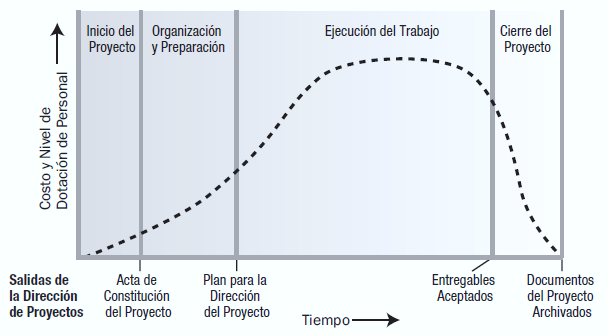 Inicio del
Proyecto
Organización
y Preparación
Ejecución del Trabajo
Cierre del
Proyecto
Costo y Nivel de
Dotación de Personal
Salidas de
la Dirección
de Proyectos
Acta de
Constitución
del Proyecto
Plan para la
Dirección
del Proyecto
Entregables
Aceptados
Documentos
del Proyecto
Archivados
Tiempo